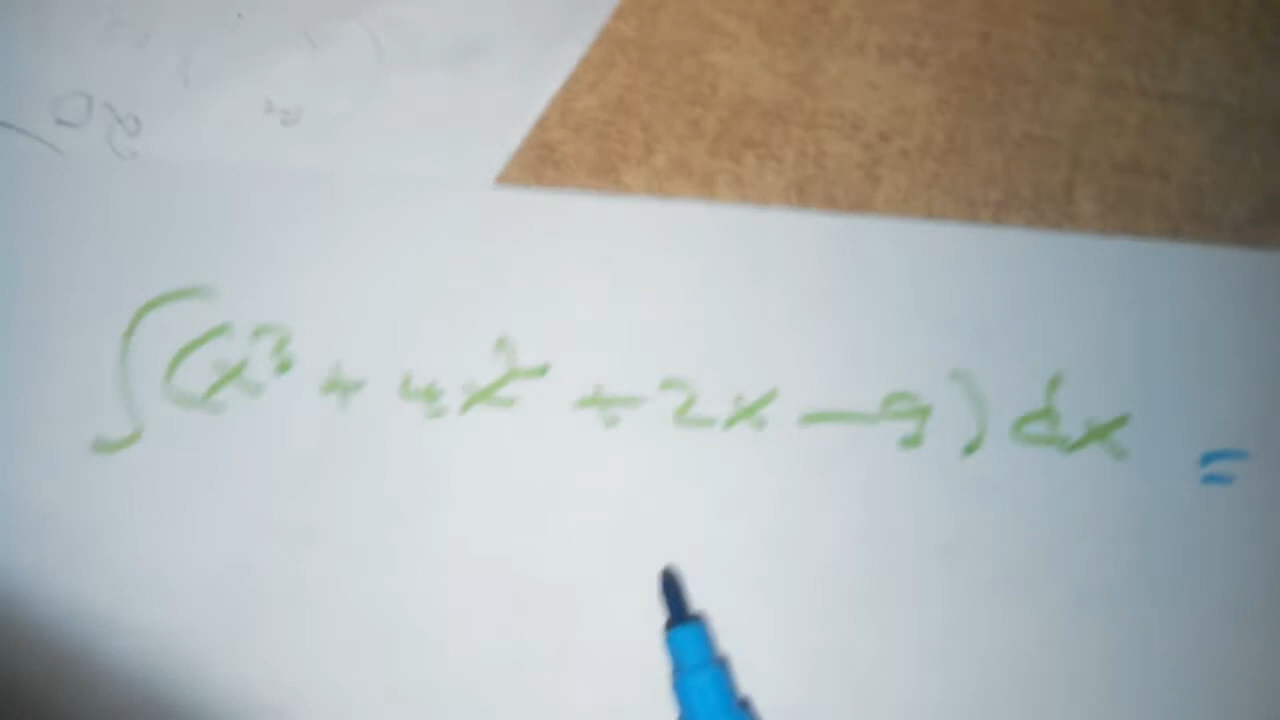 ∫(x³ + 4x² + 2x - 9) dx =